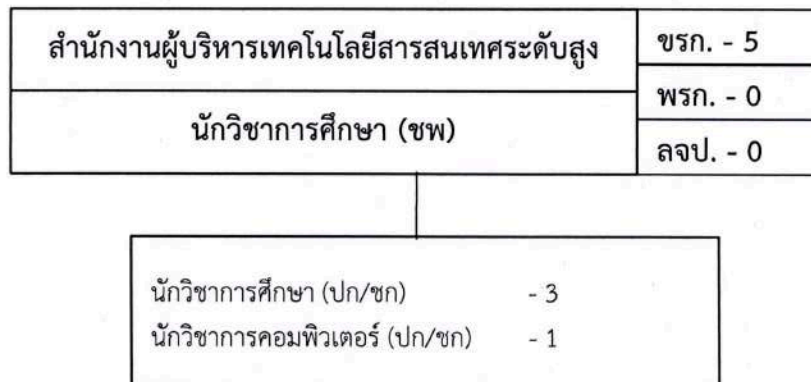 สำนักงานผู้บริหารเทคโนโลยีสารสนเทศระดับสูง
ขรก. - 5
พรก. - 0
นักวิชาการศึกษา (ชพ)
ลจป. - 0
นักวิชาการศึกษา (ปก/ชก) - 3
นักวิชาการคอมพิวเตอร์ (ปก/ชก) - 1